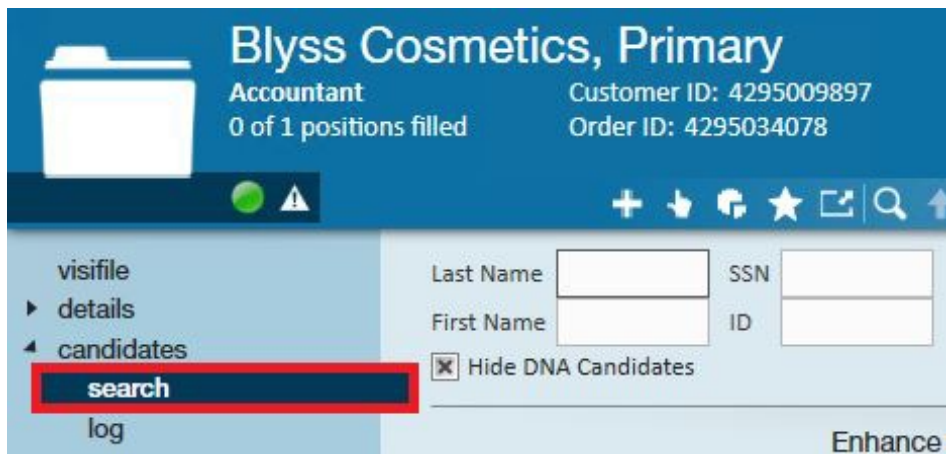 Blyss Cosmetics, Primary
Accountant Customer ID: 4295009897
0 of 1 positions filled Order ID: 4295034078
visifile
details
candidates
search
log
Last Name SSN
First Name ID
Hide DNA Candidates
Enhance